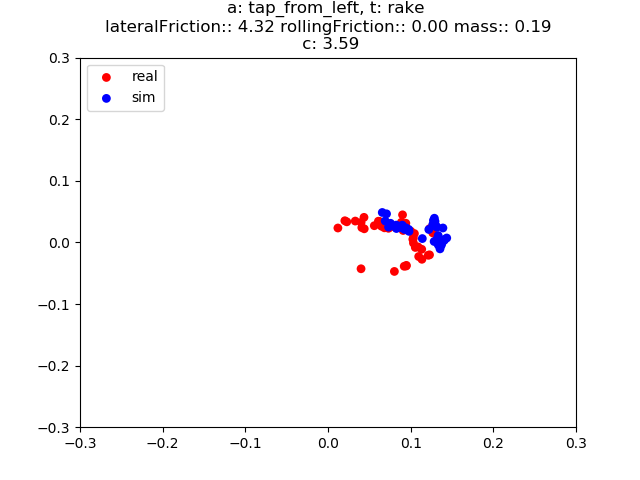 a: tap_from_left, t: rake
lateralFriction:: 4.32 rollingFriction:: 0.00 mass:: 0.19
c: 3.59
real
sim
0.3
0.2
0.1
0.0
−0.1
−0.2
−0.3
−0.3
−0.2
−0.1
0.0
0.1
0.2
0.3